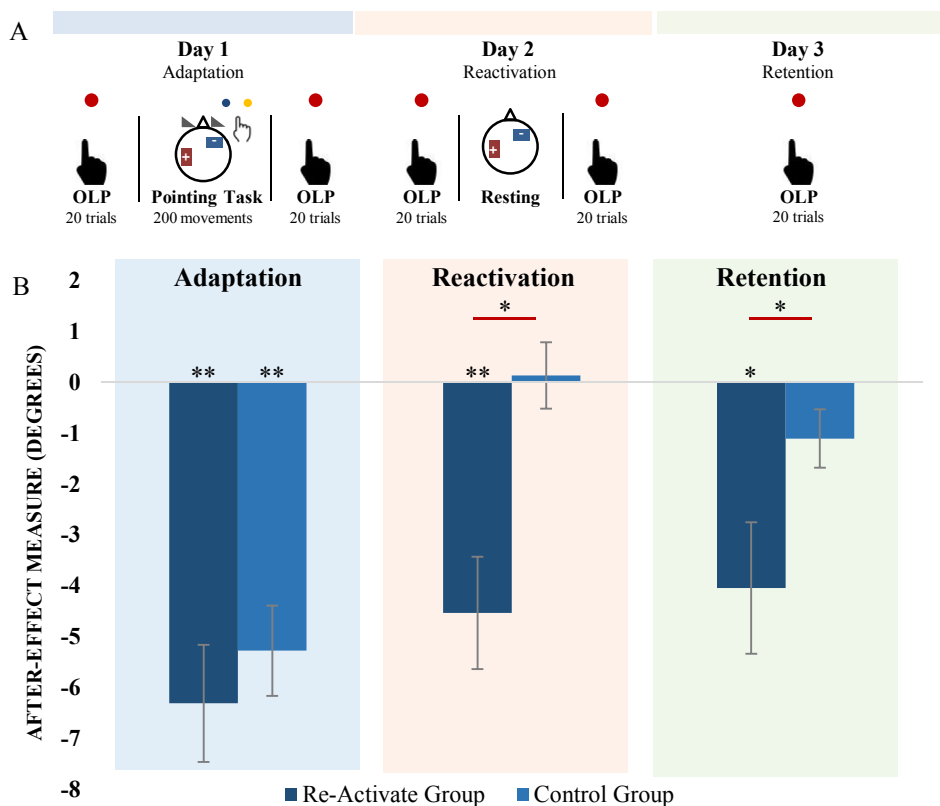 A
Day 1
Adaptation
Day 2
Reactivation
Day 3
Retention
+ -
+ -
OLP
20 trials
Pointing Task
200 movements
OLP
20 trials
OLP
20 trials
Resting
OLP
20 trials
OLP
20 trials
B
Adaptation
Reactivation
Retention
AFTER-EFFECT MEASURE (DEGREES)
2
1
0
-1
-2
-3
-4
-5
-6
-7
-8
** **
** *
* *
Re-Activate Group
Control Group